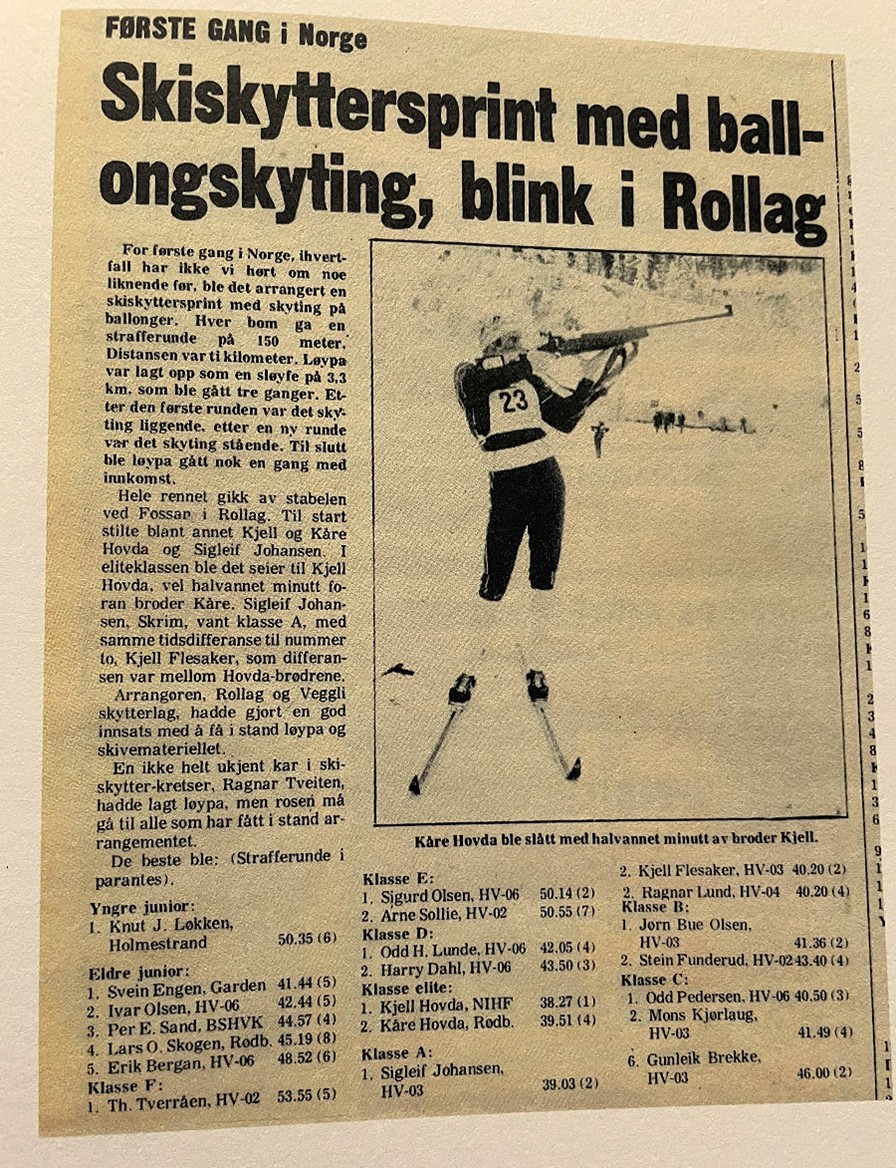 FØRSTE GANG i Norge
Skiskyttersprint med ball-
ongskyting, blink i Rollag
For første gang i Norge, ihvert-
fall har ikke vi hørt om noe
liknende før, ble det arrangert en
skiskyttersprint med skyting på
ballonger. Hver bom ga en
strafferunde på 150 meter.
Distansen var ti kilometer. Løypa
var lagt opp som en sløyfe på 3,3
km, som ble gått tre ganger. Et-
ter den første runden var det sky-
ting liggende, etter en ny runde
var det skyting stående. Til slutt
ble løypa gått nok en gang med
innkomst.
Hele rennet gikk av stabelen
ved Fossan i Rollag. Til start
stilte blant annet Kjell og Kåre
Hovda og Sigleif Johansen. I
eliteklassen ble det seier til Kjell
Hovda, vel halvannet minutt fo-
ran broder Kåre. Sigleif Johan-
sen, Skrim, vant klasse A, med
samme tidsdifferanse til nummer
to, Kjell Flesaker, som differan-
sen var mellom Hovda-brødrene.
Arrangøren, Rollag og Veggli
skytterlag, hadde gjort en god
innsats med å få i stand løypa og
skivemateriellet.
En ikke helt ukjent kar i ski-
skytter-kretser, Ragnar Tveiten,
hadde lagt løypa, men rosen må
gå til alle som har fått i stand ar-
rangementet.
De beste ble: (Strafferunde i
parantes).
Yngre junior:
1. Knut J. Løkken,
Holmestrand 50.35 (6)
Eldre junior:
1. Svein Engen, Garden 41.44 (5)
2. Ivar Olsen, HV-06 42.44 (5)
3. Per E. Sand, BSHVK 44.57 (4)
4. Lars O. Skogen, Rødb. 45.19 (8)
5. Erik Bergan, HV-06 48.52 (6)
Klasse F:
1. Th. Tverråen, HV-02 53.55 (5)
23
Kåre Hovda ble slått med halvannet minutt av broder Kjell.
Klasse E:
1. Sigurd Olsen, HV-06 50.14 (2)
2. Arne Sollie, HV-02 50.55 (7)
Klasse D:
1. Odd H. Lunde, HV-06 42.05 (4)
2. Harry Dahl, HV-06 43.50 (3)
Klasse elite:
1. Kjell Hovda, NIHF 38.27 (1)
2. Kåre Hovda, Rødb. 39.51 (4)
Klasse A:
1. Sigleif Johansen,
HV-03 39.03 (2)
2. Kjell Flesaker, HV-03 40.20 (2)
2. Ragnar Lund, HV-04 40.20 (4)
Klasse B:
1. Jørn Bue Olsen,
HV-03 41.36 (2)
2. Stein Funderud, HV-02 43.40 (4)
Klasse C:
1. Odd Pedersen, HV-06 40.50 (3)
2. Mons Kjørlaug,
HV-03 41.49 (4)
6. Gunleik Brekke,
HV-03 46.00 (2)